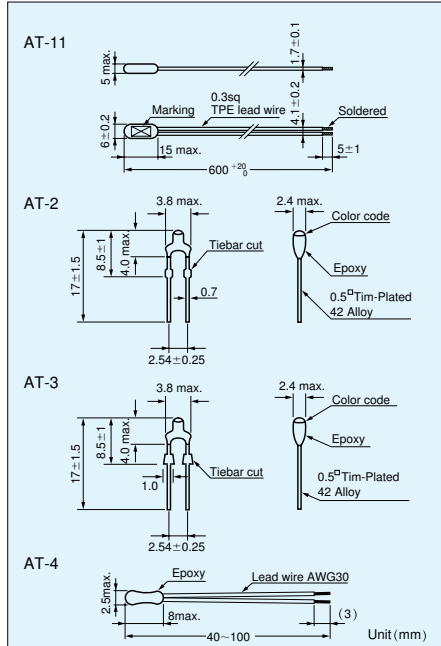 AT-11
5 max.
1.7±0.1
Marking
0.3sq
TPE lead wire
4.1±0.2
Soldered
6±0.2
15 max.
5±1
600 +20 0
AT-2
3.8 max.
2.4 max.
Color code
17±1.5
8.5±1
4.0 max.
Tiebar cut
Epoxy
0.7
0.5□Tim-Plated
42 Alloy
2.54±0.25
AT-3
3.8 max.
2.4 max.
Color code
17±1.5
8.5±1
4.0 max.
Epoxy
Tiebar cut
1.0
0.5□Tim-Plated
42 Alloy
2.54±0.25
AT-4
Epoxy
Lead wire AWG30
2.5max.
8max.
(3)
40~100
Unit (mm)